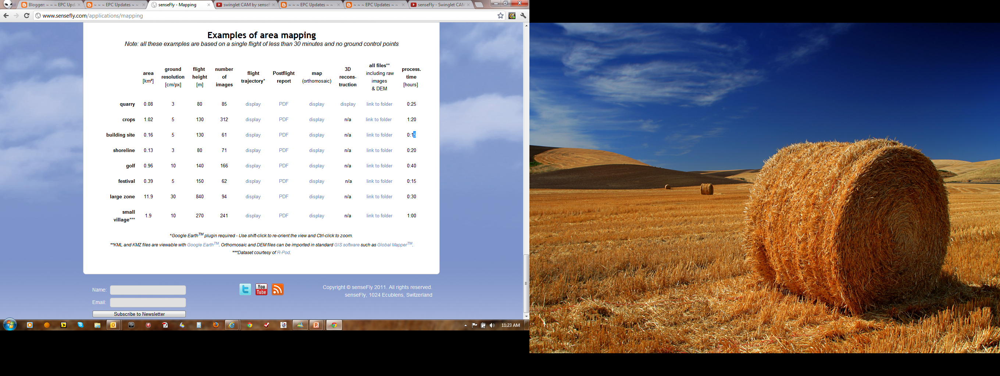 Blogger: ~ ~ ~ EPC Upd
~ ~ ~ EPC Updates ~ ~
senseFly - Mapping
swinglet CAM by senseF
~ ~ ~ EPC Updates ~ ~
~ ~ ~ EPC Updates ~ ~
senseFly - Swinglet CAM
www.sensefly.com/applications/mapping
Examples of area mapping
Note: all these examples are based on a single flight of less than 30 minutes and no ground control points
area [km²] ground resolution [cm/px] flight height [m] number of images flight trajectory* Postflight report map (orthomosaic) 3D recons-truction all files** including raw images & DEM process. time [hours]
quarry 0.08 3 80 85 display PDF display display link to folder 0:25
crops 1.02 5 130 312 display PDF display n/a link to folder 1:20
building site 0.16 5 130 61 display PDF display n/a link to folder 0:15
shoreline 0.13 3 80 71 display PDF display n/a link to folder 0:20
golf 0.96 10 140 166 display PDF display n/a link to folder 0:40
festival 0.39 5 150 62 display PDF display n/a link to folder 0:15
large zone 11.9 30 840 94 display PDF display n/a link to folder 0:30
small village*** 1.9 10 270 241 display PDF display n/a link to folder 1:00
*Google Earth™ plugin required - Use shift-click to re-orient the view and Ctrl-click to zoom.
**KML and KMZ files are viewable with Google Earth™. Orthomosaic and DEM files can be imported in standard GIS software such as Global Mapper™.
***Dataset courtesy of R-Pod.
Name:
Email:
Subscribe to Newsletter
You Tube
Copyright © senseFly 2011. All rights reserved.
senseFly, 1024 Ecublens, Switzerland
11:23 AM